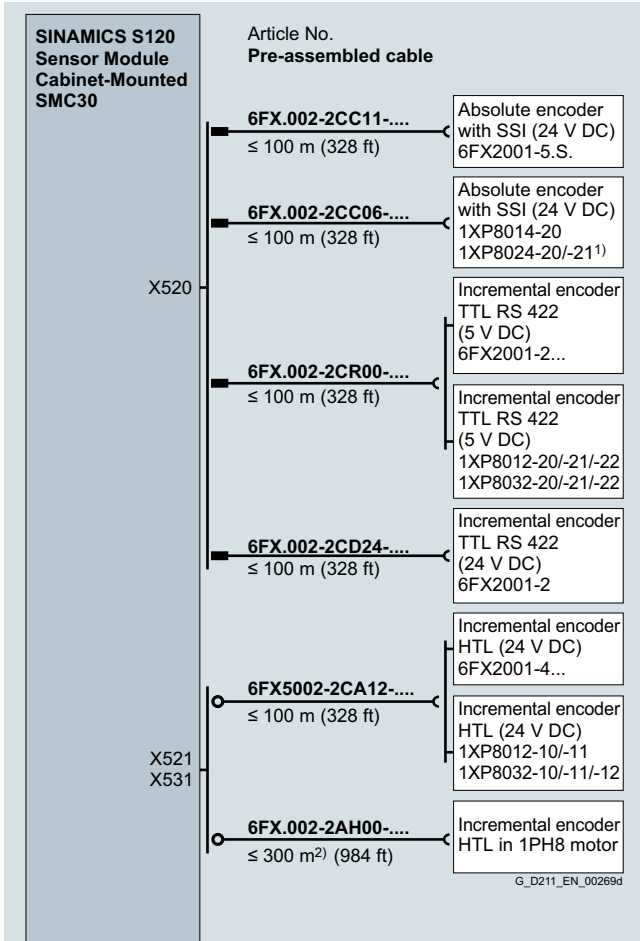 SINAMICS S120
Sensor Module
Cabinet-Mounted
SMC30
Article No.
Pre-assembled cable
6FX.002-2CC11-....
≤ 100 m (328 ft)
Absolute encoder
with SSI (24 V DC)
6FX2001-5.S.
6FX.002-2CC06-....
≤ 100 m (328 ft)
Absolute encoder
with SSI (24 V DC)
1XP8014-20
1XP8024-20/-21¹⁾
X520
6FX.002-2CR00-....
≤ 100 m (328 ft)
Incremental encoder
TTL RS 422
(5 V DC)
6FX2001-2...
Incremental encoder
TTL RS 422
(5 V DC)
1XP8012-20/-21/-22
1XP8032-20/-21/-22
6FX.002-2CD24-....
≤ 100 m (328 ft)
Incremental encoder
TTL RS 422
(24 V DC)
6FX2001-2
X521
X531
6FX5002-2CA12-....
≤ 100 m (328 ft)
Incremental encoder
HTL (24 V DC)
6FX2001-4...
Incremental encoder
HTL (24 V DC)
1XP8012-10/-11
1XP8032-10/-11/-12
6FX.002-2AH00-....
≤ 300 m²⁾ (984 ft)
Incremental encoder
HTL in 1PH8 motor
G_D211_EN_00269d